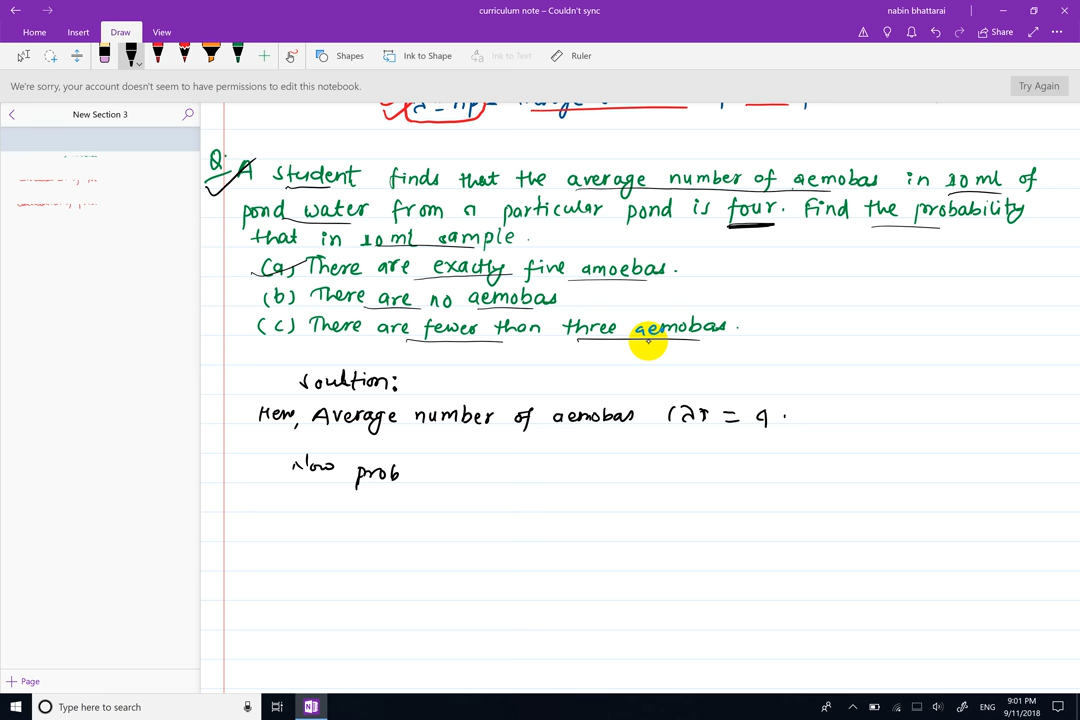 curriculum note – Couldn't sync
nabin bhattarai
Home Insert Draw View
Share
Shapes Ink to Shape Ink to Text Ruler
We're sorry, your account doesn't seem to have permissions to edit this notebook.
Try Again
New Section 3
Q. A student finds that the average number of aemobas in 10ml of
pond water from a particular pond is four. Find the probability
that in 10ml sample.
(a) There are exactly five amoebas.
(b) There are no aemobas
(c) There are fewer than three aemobas.
soultion:
Here, Average number of aemobas (λ) = 4.
Now prob
+ Page
Type here to search
ENG
9:01 PM
9/11/2018